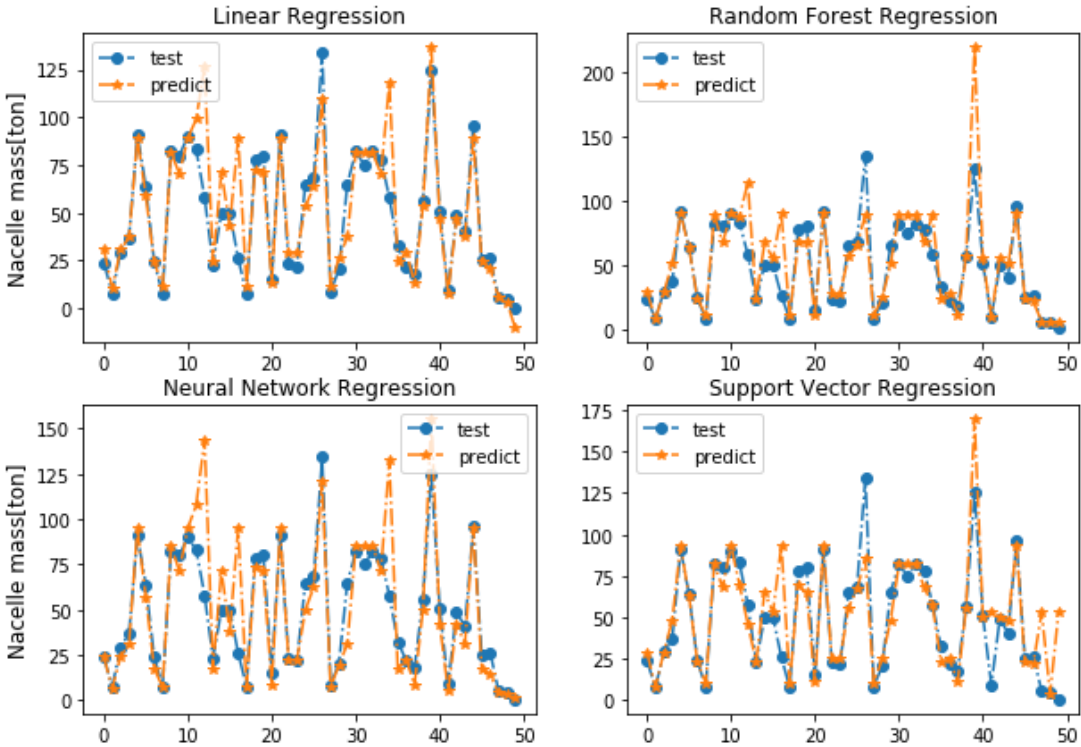 Linear Regression
test
predict
Nacelle mass[ton]
125
100
75
50
25
0
0 10 20 30 40 50
Random Forest Regression
test
predict
200
150
100
50
0
0 10 20 30 40 50
Neural Network Regression
test
predict
Nacelle mass[ton]
150
125
100
75
50
25
0
0 10 20 30 40 50
Support Vector Regression
test
predict
175
150
125
100
75
50
25
0
0 10 20 30 40 50